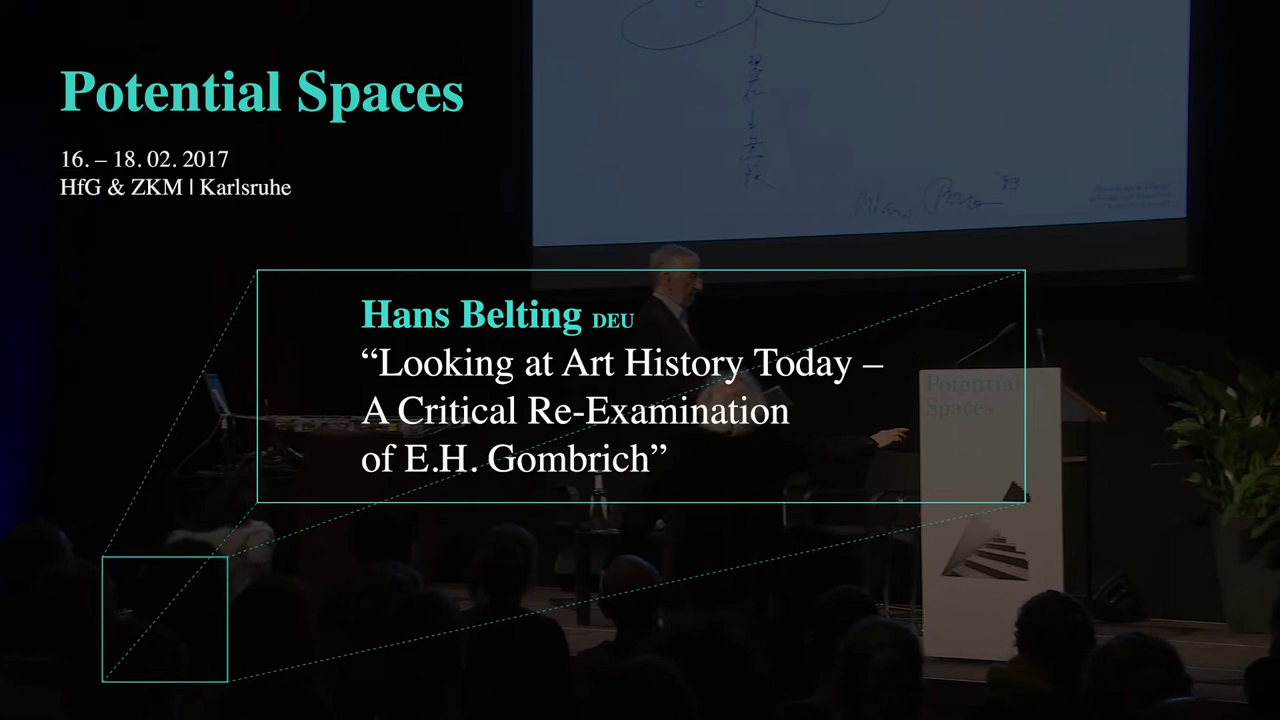 Potential Spaces
16. – 18. 02. 2017
HfG & ZKM | Karlsruhe
Hans Belting DEU
“Looking at Art History Today –
A Critical Re-Examination
of E.H. Gombrich”
Potential
Spaces